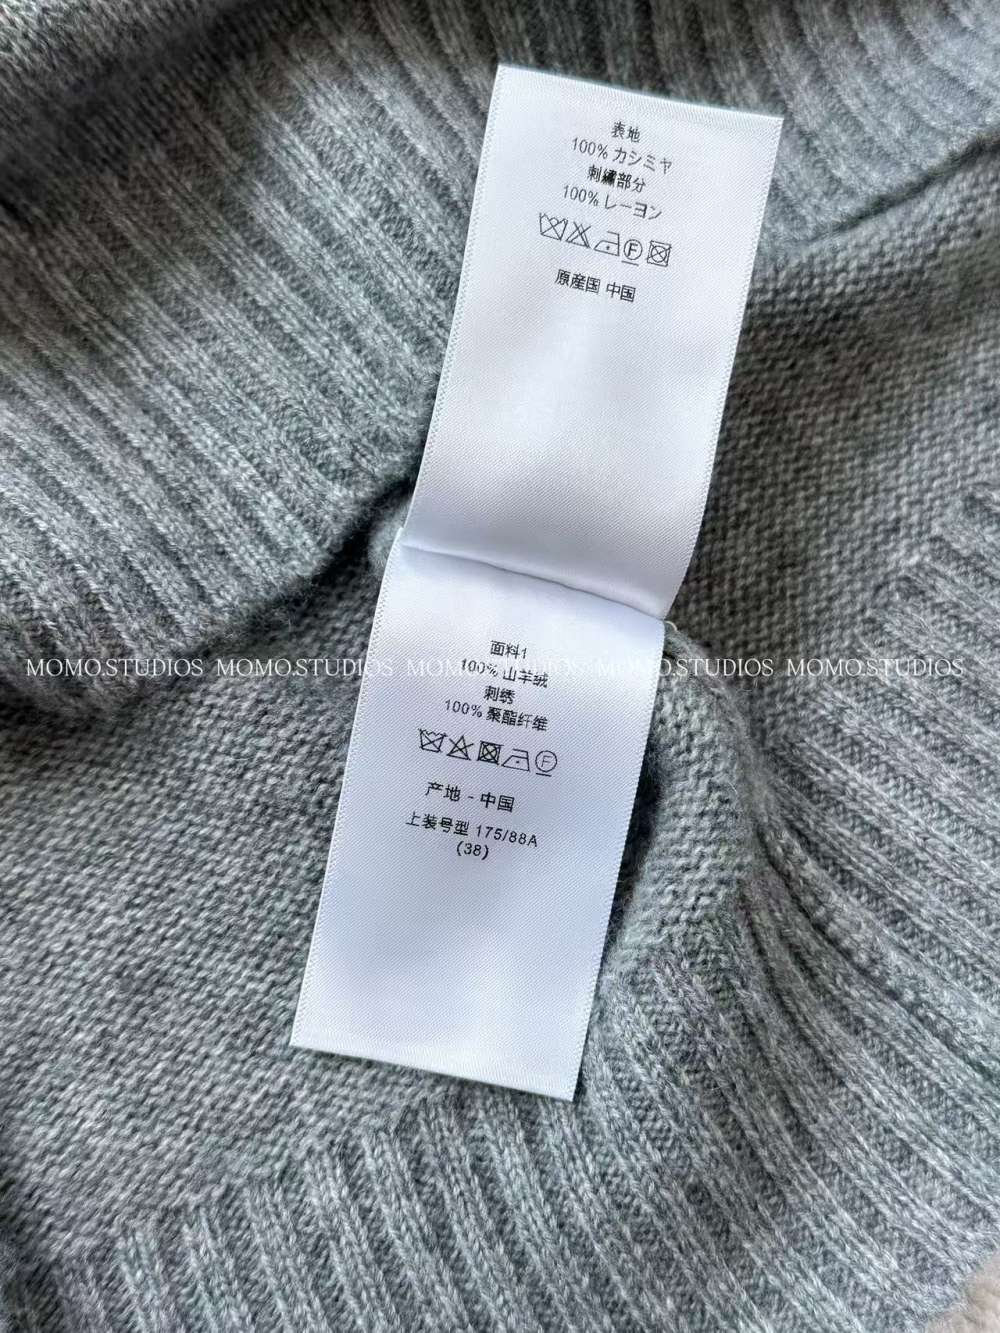 表地
100% カシミヤ
刺繍部分
100% レーヨン
F
原産国 中国
面料1
MOMO.STUDIOS MOMO.STUDIOS MOMO.STUDIOS MOMO.STUDIOS MOMO.STUDIOS
100% 山羊绒
刺绣
100% 聚酯纤维
F
产地 - 中国
上装号型 175/88A
(38)